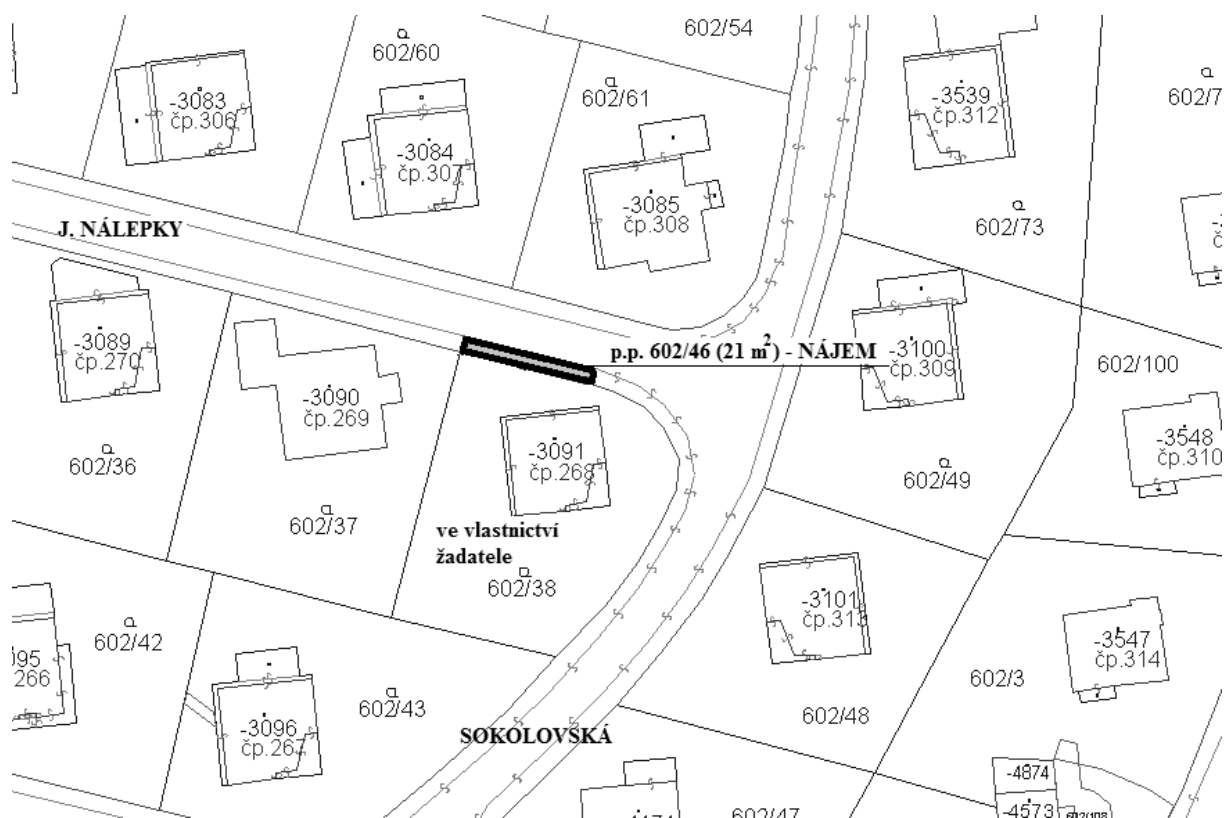 602/54
602/60
602/61
-3083
čp.306
-3084
čp.307
-3085
čp.308
-3539
čp.312
602/73
J. NÁLEPKY
-3089
čp.270
-3090
čp.269
p.p. 602/46 (21 m²) - NÁJEM
-3100
čp.309
602/100
-3548
čp.310
602/36
602/37
-3091
čp.268
ve vlastnictví
žadatele
602/38
602/49
602/42
602/43
-3096
čp.267
-3101
čp.313
-3547
čp.314
602/3
602/48
SOKOLOVSKÁ
602/47
-4874
-4573